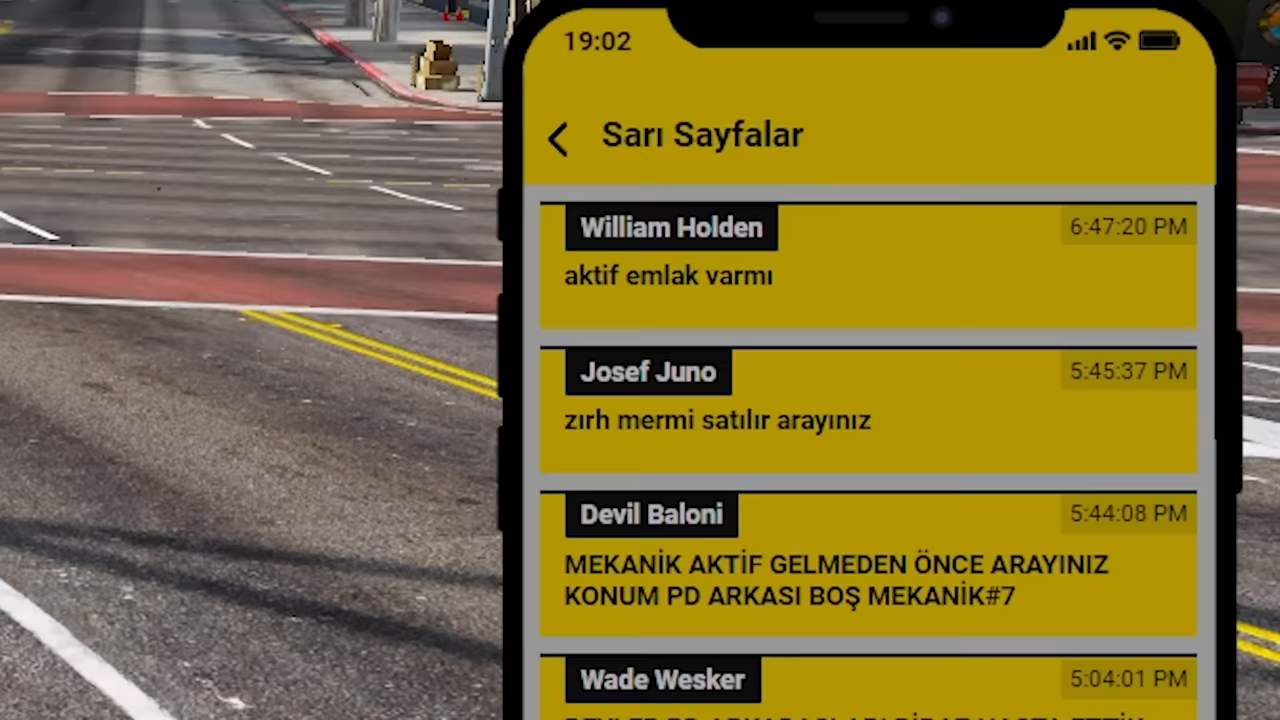 19:02
Sarı Sayfalar
William Holden
6:47:20 PM
aktif emlak varmı
Josef Juno
5:45:37 PM
zırh mermi satılır arayınız
Devil Baloni
5:44:08 PM
MEKANİK AKTİF GELMEDEN ÖNCE ARAYINIZ
KONUM PD ARKASI BOŞ MEKANİK#7
Wade Wesker
5:04:01 PM